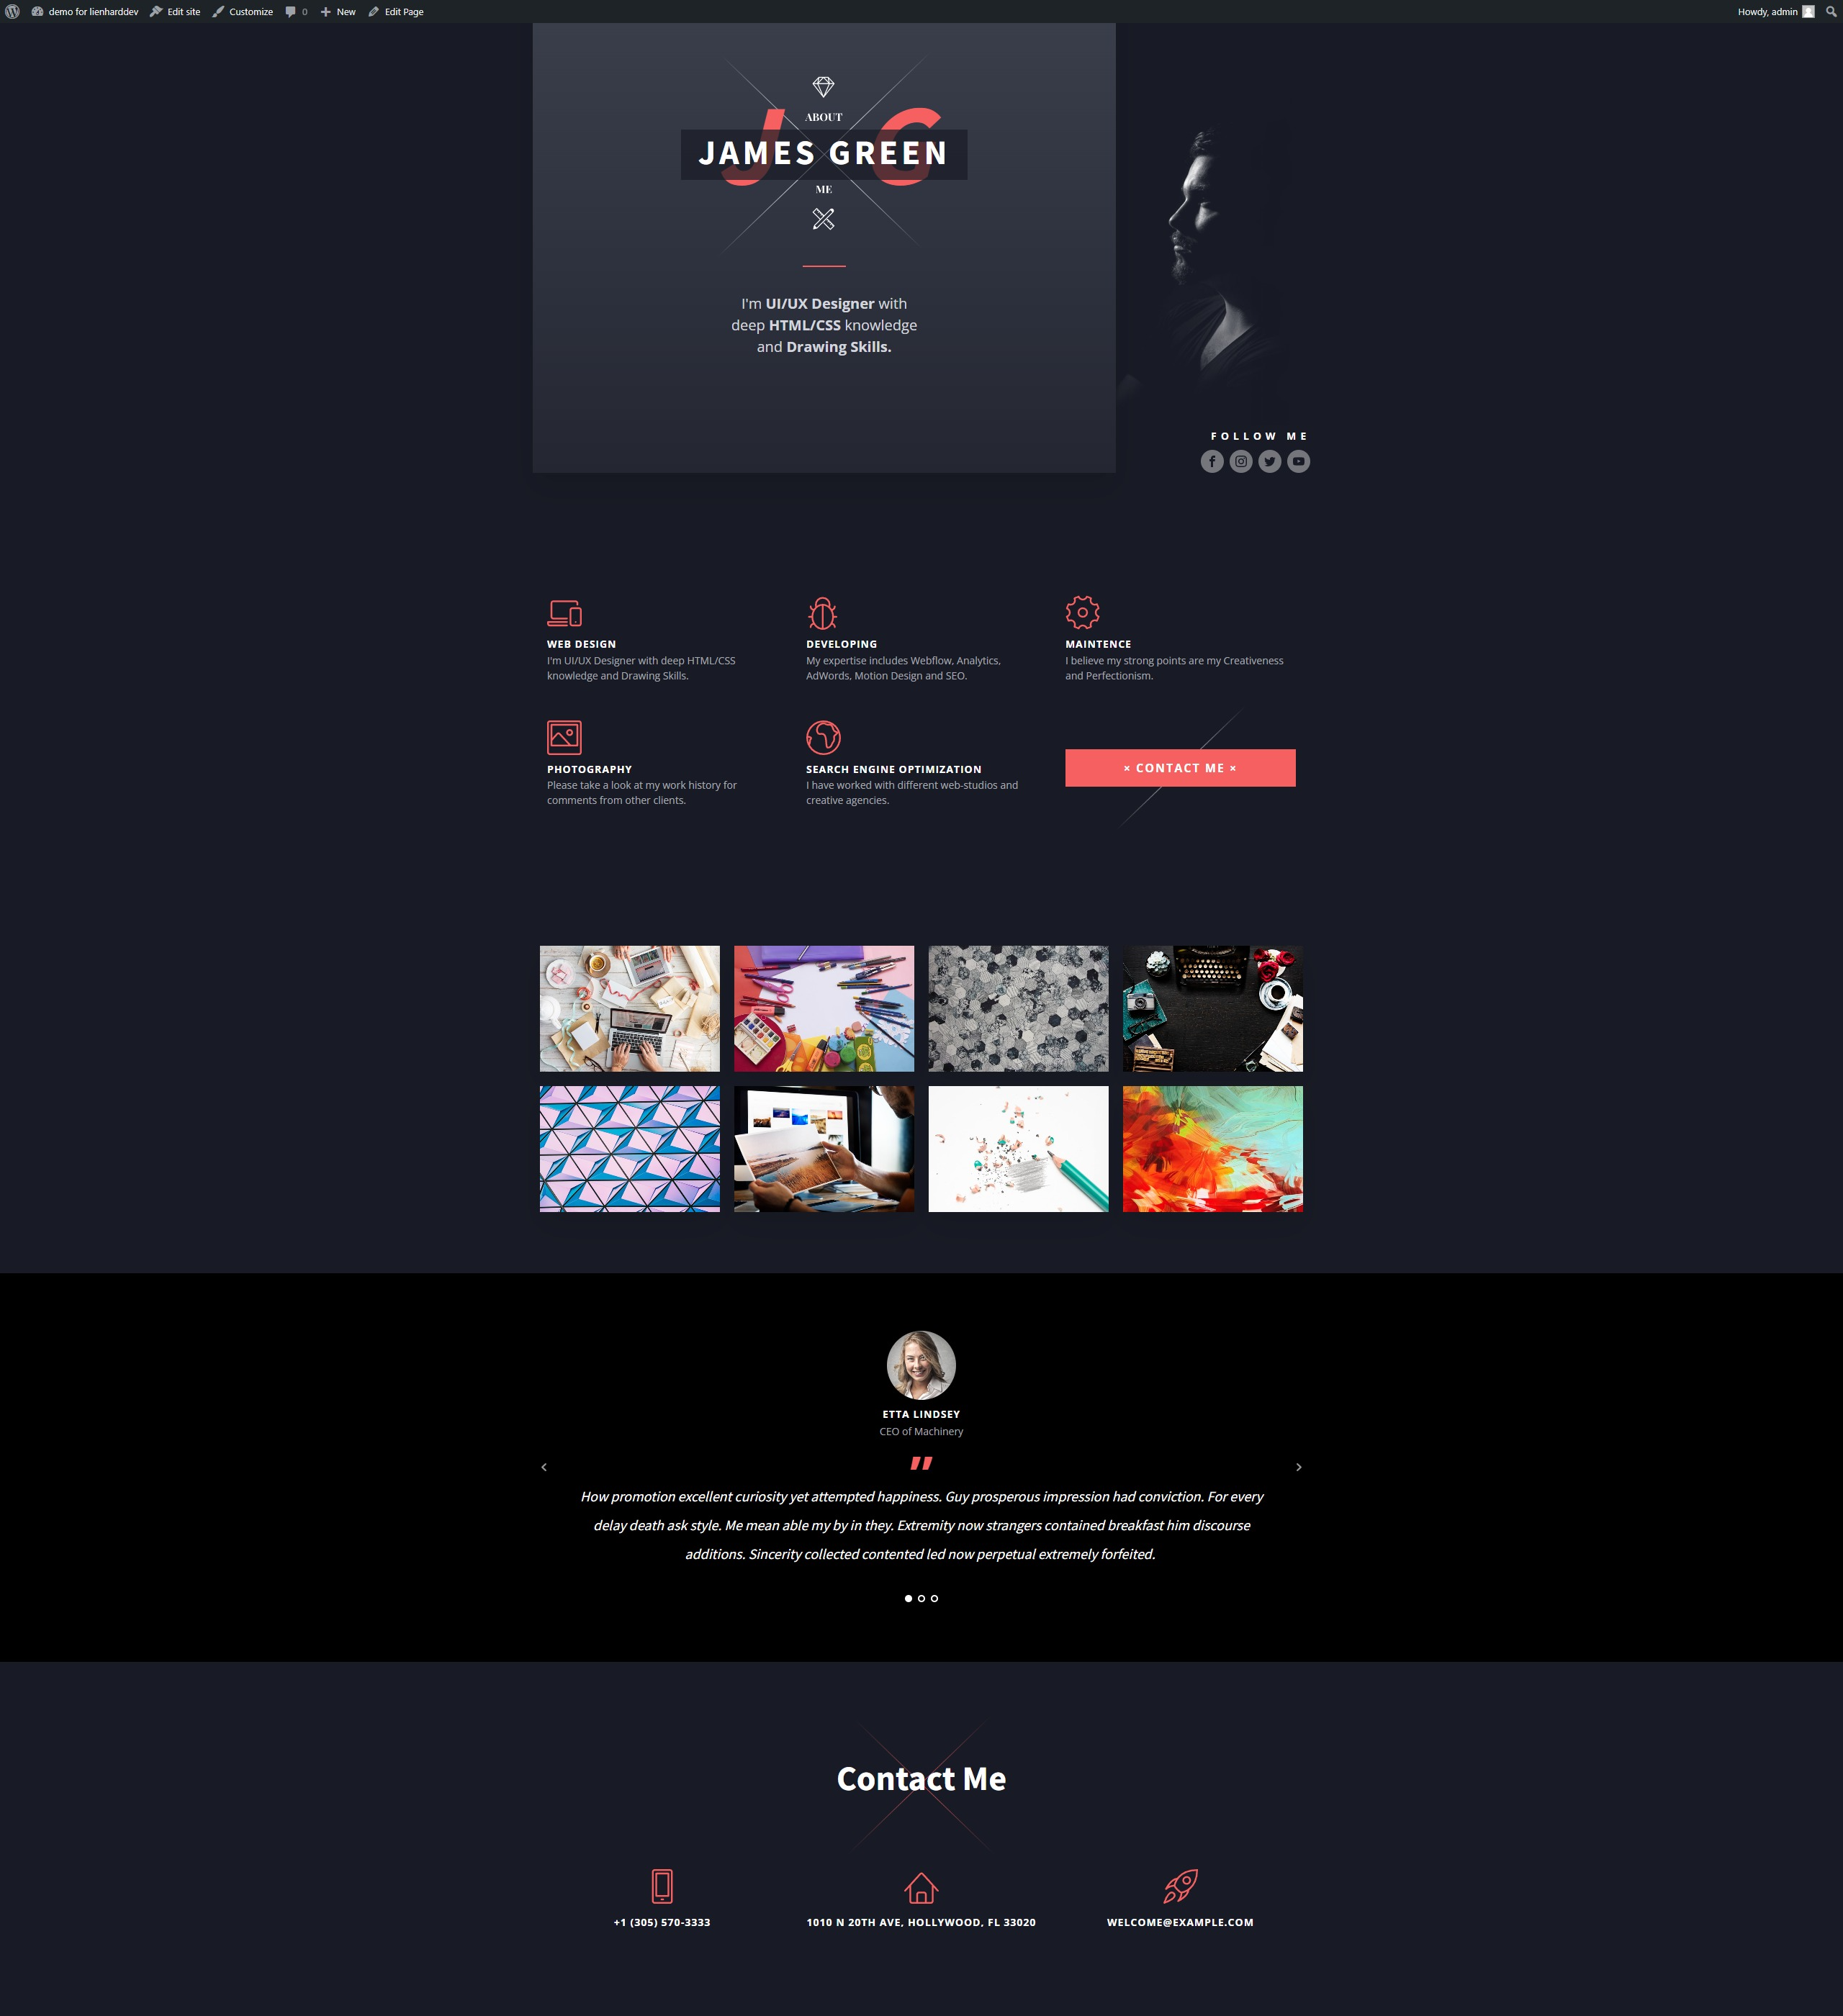 demo for lienharddev Edit site Customize 0 New Edit Page Howdy, admin
J G
ABOUT
JAMES GREEN
ME
I'm UI/UX Designer with
deep HTML/CSS knowledge
and Drawing Skills.
FOLLOW ME
WEB DESIGN
I'm UI/UX Designer with deep HTML/CSS
knowledge and Drawing Skills.
DEVELOPING
My expertise includes Webflow, Analytics,
AdWords, Motion Design and SEO.
MAINTENCE
I believe my strong points are my Creativeness
and Perfectionism.
PHOTOGRAPHY
Please take a look at my work history for
comments from other clients.
SEARCH ENGINE OPTIMIZATION
I have worked with different web-studios and
creative agencies.
× CONTACT ME ×
ETTA LINDSEY
CEO of Machinery
"
How promotion excellent curiosity yet attempted happiness. Guy prosperous impression had conviction. For every
delay death ask style. Me mean able my by in they. Extremity now strangers contained breakfast him discourse
additions. Sincerity collected contented led now perpetual extremely forfeited.
Contact Me
+1 (305) 570-3333
1010 N 20TH AVE, HOLLYWOOD, FL 33020
WELCOME@EXAMPLE.COM